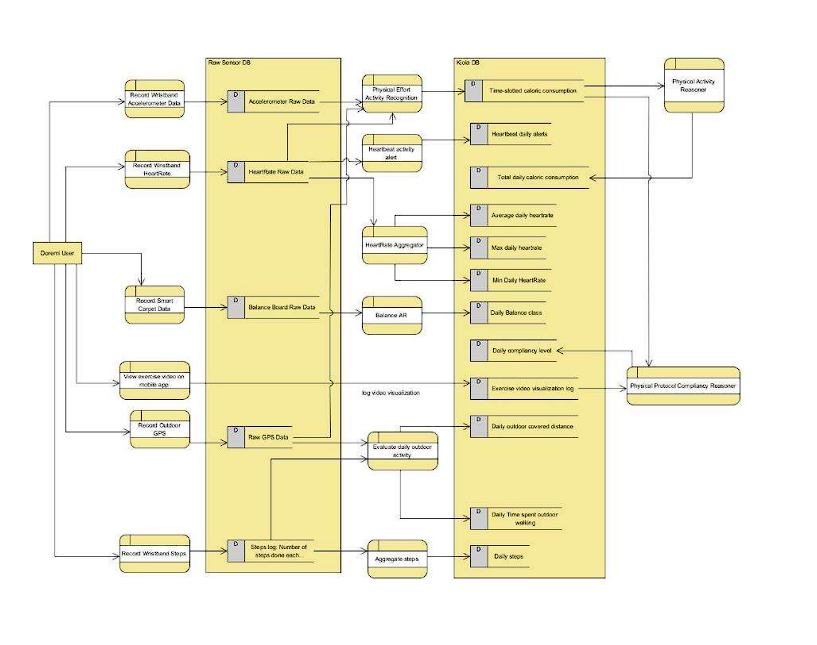 Raw Sensor DB
Kiola DB
Record Wristband
Accelerometer Data
D
Accelerometer Raw Data
Physical Effort
Activity Recognition
D
Time-slotted caloric consumption
Physical Activity
Reasoner
Record Wristband
HeartRate
D
HeartRate Raw Data
Heartbeat activity
alert
D
Heartbeat daily alerts
D
Total daily caloric consumption
D
Average daily heartrate
Doremi User
HeartRate Aggregator
D
Max daily heartrate
D
Min Daily HeartRate
Record Smart
Carpet Data
D
Balance Board Raw Data
Balance AR
D
Daily Balance class
D
Daily compliancy level
View exercise video on
mobile app
log video visualization
D
Exercise video visualization log
Physical Protocol Compliancy Reasoner
Record Outdoor
GPS
D
Raw GPS Data
Evaluate daily outdoor
activity
D
Daily outdoor covered distance
D
Daily Time spent outdoor
walking
Record Wristband Steps
D
Steps log: Number of
steps done each...
Aggregate steps
D
Daily steps